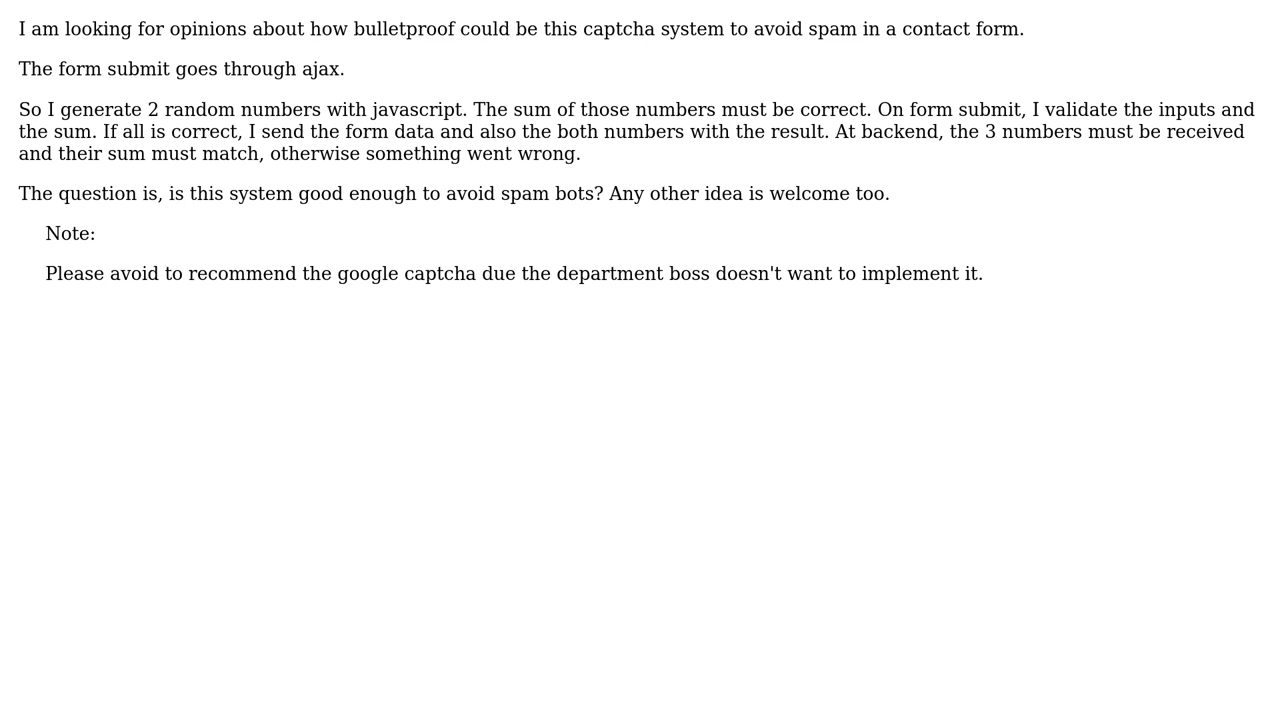 I am looking for opinions about how bulletproof could be this captcha system to avoid spam in a contact form.
The form submit goes through ajax.
So I generate 2 random numbers with javascript. The sum of those numbers must be correct. On form submit, I validate the inputs and
the sum. If all is correct, I send the form data and also the both numbers with the result. At backend, the 3 numbers must be received
and their sum must match, otherwise something went wrong.
The question is, is this system good enough to avoid spam bots? Any other idea is welcome too.
Note:
Please avoid to recommend the google captcha due the department boss doesn't want to implement it.